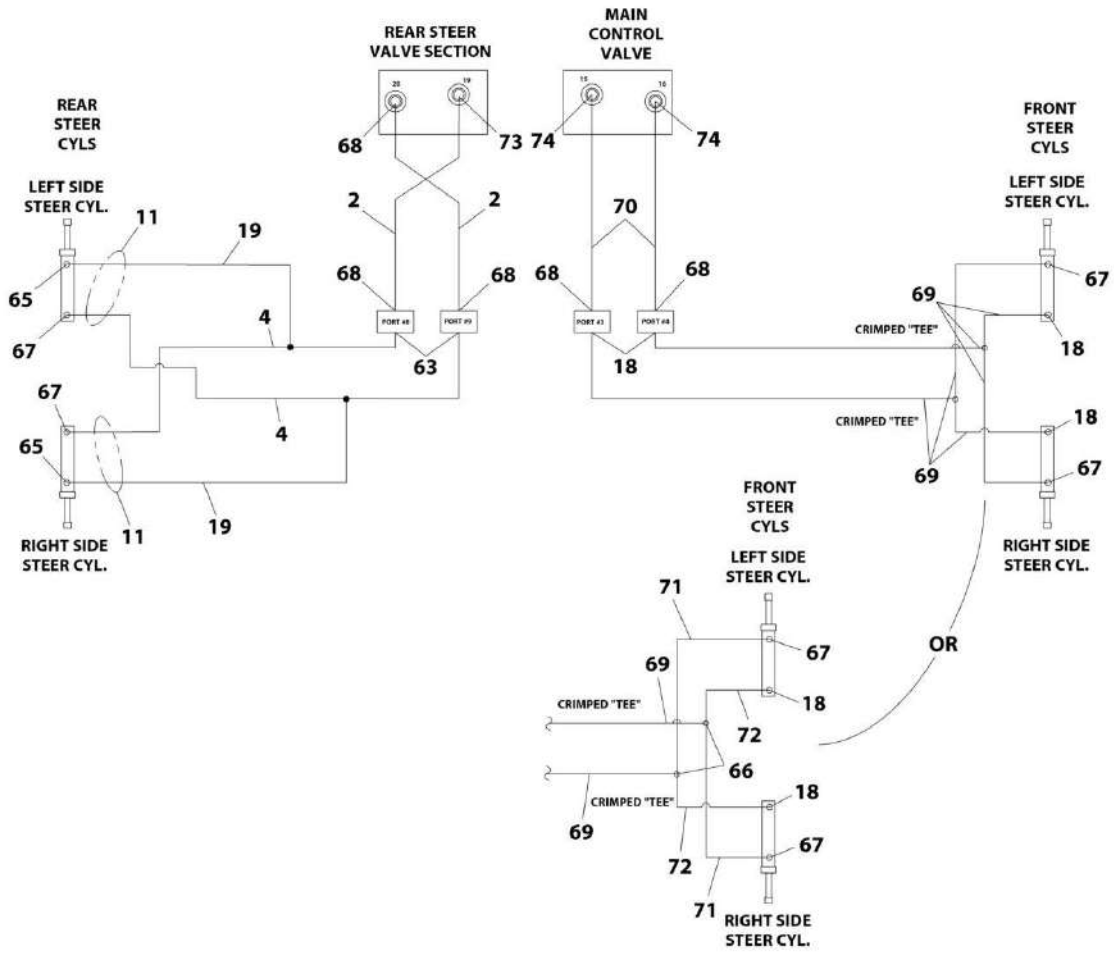 REAR STEER
VALVE SECTION
MAIN
CONTROL
VALVE
20
19
15
16
68
73
74
74
REAR
STEER
CYLS
LEFT SIDE
STEER CYL.
FRONT
STEER
CYLS
LEFT SIDE
STEER CYL.
11
19
2
2
70
65
67
68
68
68
68
67
18
69
4
PORT #8
PORT #9
PORT #3
PORT #4
CRIMPED "TEE"
63
18
67
65
4
CRIMPED "TEE"
69
18
67
11
19
RIGHT SIDE
STEER CYL.
RIGHT SIDE
STEER CYL.
FRONT
STEER
CYLS
LEFT SIDE
STEER CYL.
71
67
OR
69
CRIMPED "TEE"
18
72
66
CRIMPED "TEE"
69
18
72
67
71
RIGHT SIDE
STEER CYL.